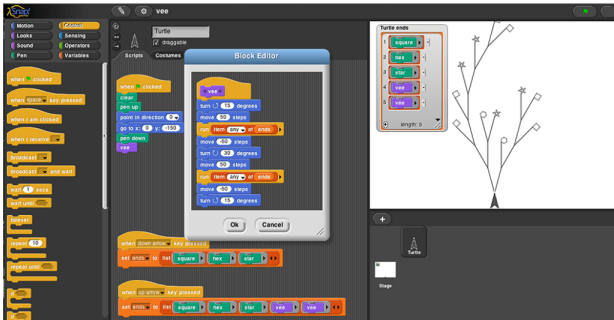 Snap!
vee
Motion Control
Looks Sensing
Sound Operators
Pen Variables
when clicked
when space key pressed
when I am clicked
when I receive
broadcast
broadcast and wait
wait 1 secs
wait until
forever
repeat 10
repeat until
if
if
Turtle
draggable
Scripts Costumes
when clicked
clear
pen up
point in direction 0
go to x: 0 y: -150
pen down
vee
Block Editor
vee
turn 15 degrees
move 50 steps
run item any of ends
move -50 steps
turn 30 degrees
move 50 steps
run item any of ends
move -50 steps
turn 15 degrees
Ok Cancel
when down arrow key pressed
set ends to list square hex star
when up arrow key pressed
set ends to list square hex star vee vee
Turtle ends
1 square
2 hex
3 star
4 vee
5 vee
length: 5
Turtle
Stage